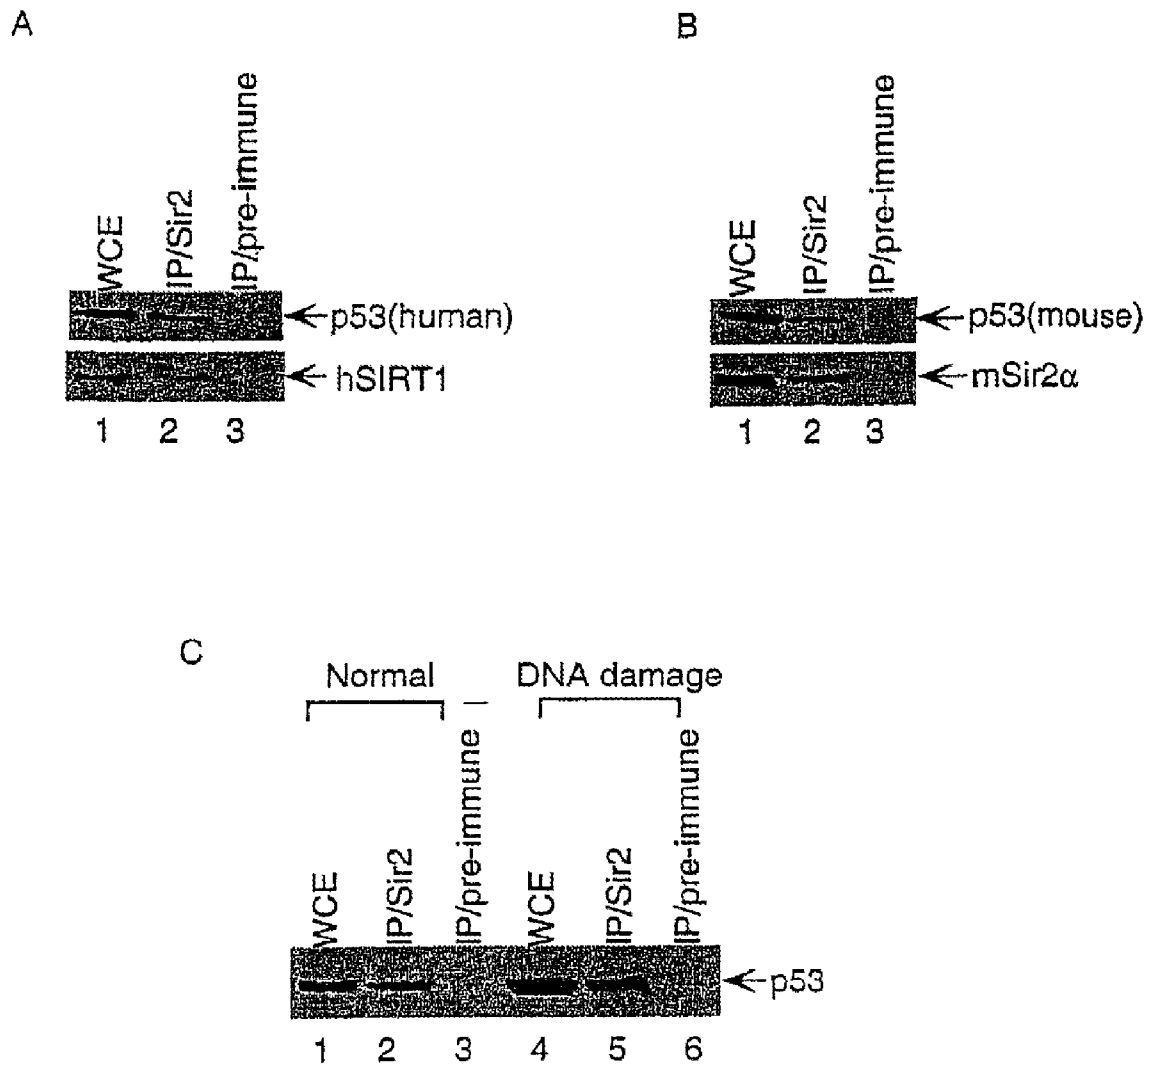 A
WCE
IP/Sir2
IP/pre-immune
p53(human)
hSIRT1
1 2 3
B
WCE
IP/Sir2
IP/pre-immune
p53(mouse)
mSir2α
1 2 3
C
Normal
DNA damage
WCE
IP/Sir2
IP/pre-immune
WCE
IP/Sir2
IP/pre-immune
p53
1 2 3 4 5 6